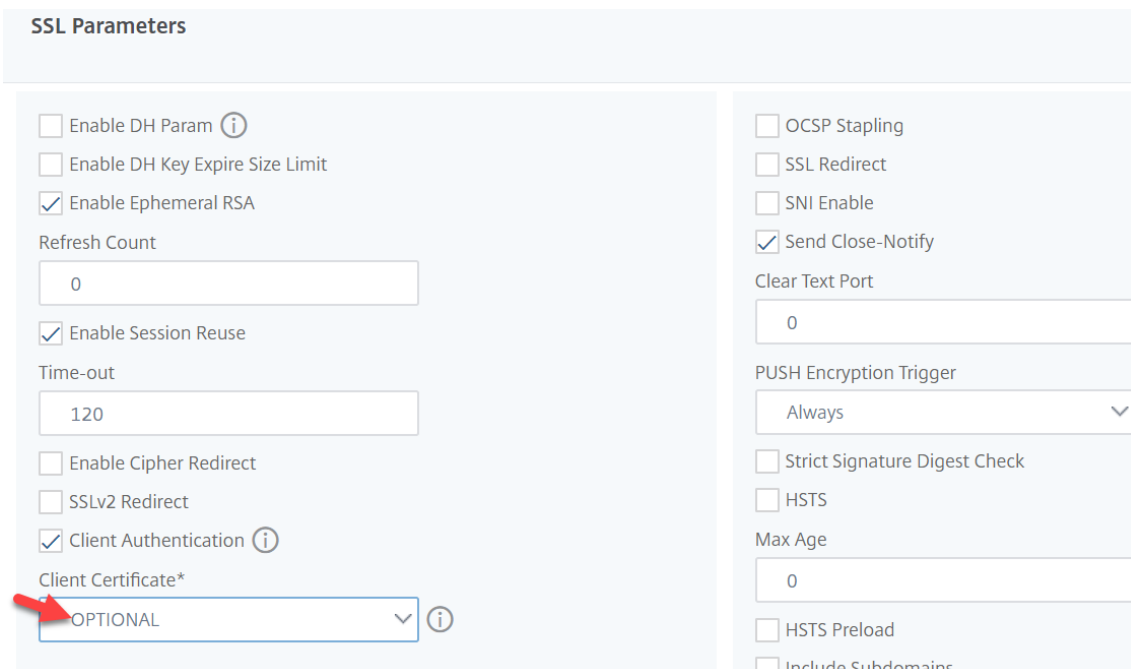 SSL Parameters
Enable DH Param
Enable DH Key Expire Size Limit
Enable Ephemeral RSA
Refresh Count
0
Enable Session Reuse
Time-out
120
Enable Cipher Redirect
SSLv2 Redirect
Client Authentication
Client Certificate*
OPTIONAL
OCSP Stapling
SSL Redirect
SNI Enable
Send Close-Notify
Clear Text Port
0
PUSH Encryption Trigger
Always
Strict Signature Digest Check
HSTS
Max Age
0
HSTS Preload
Include Subdomains